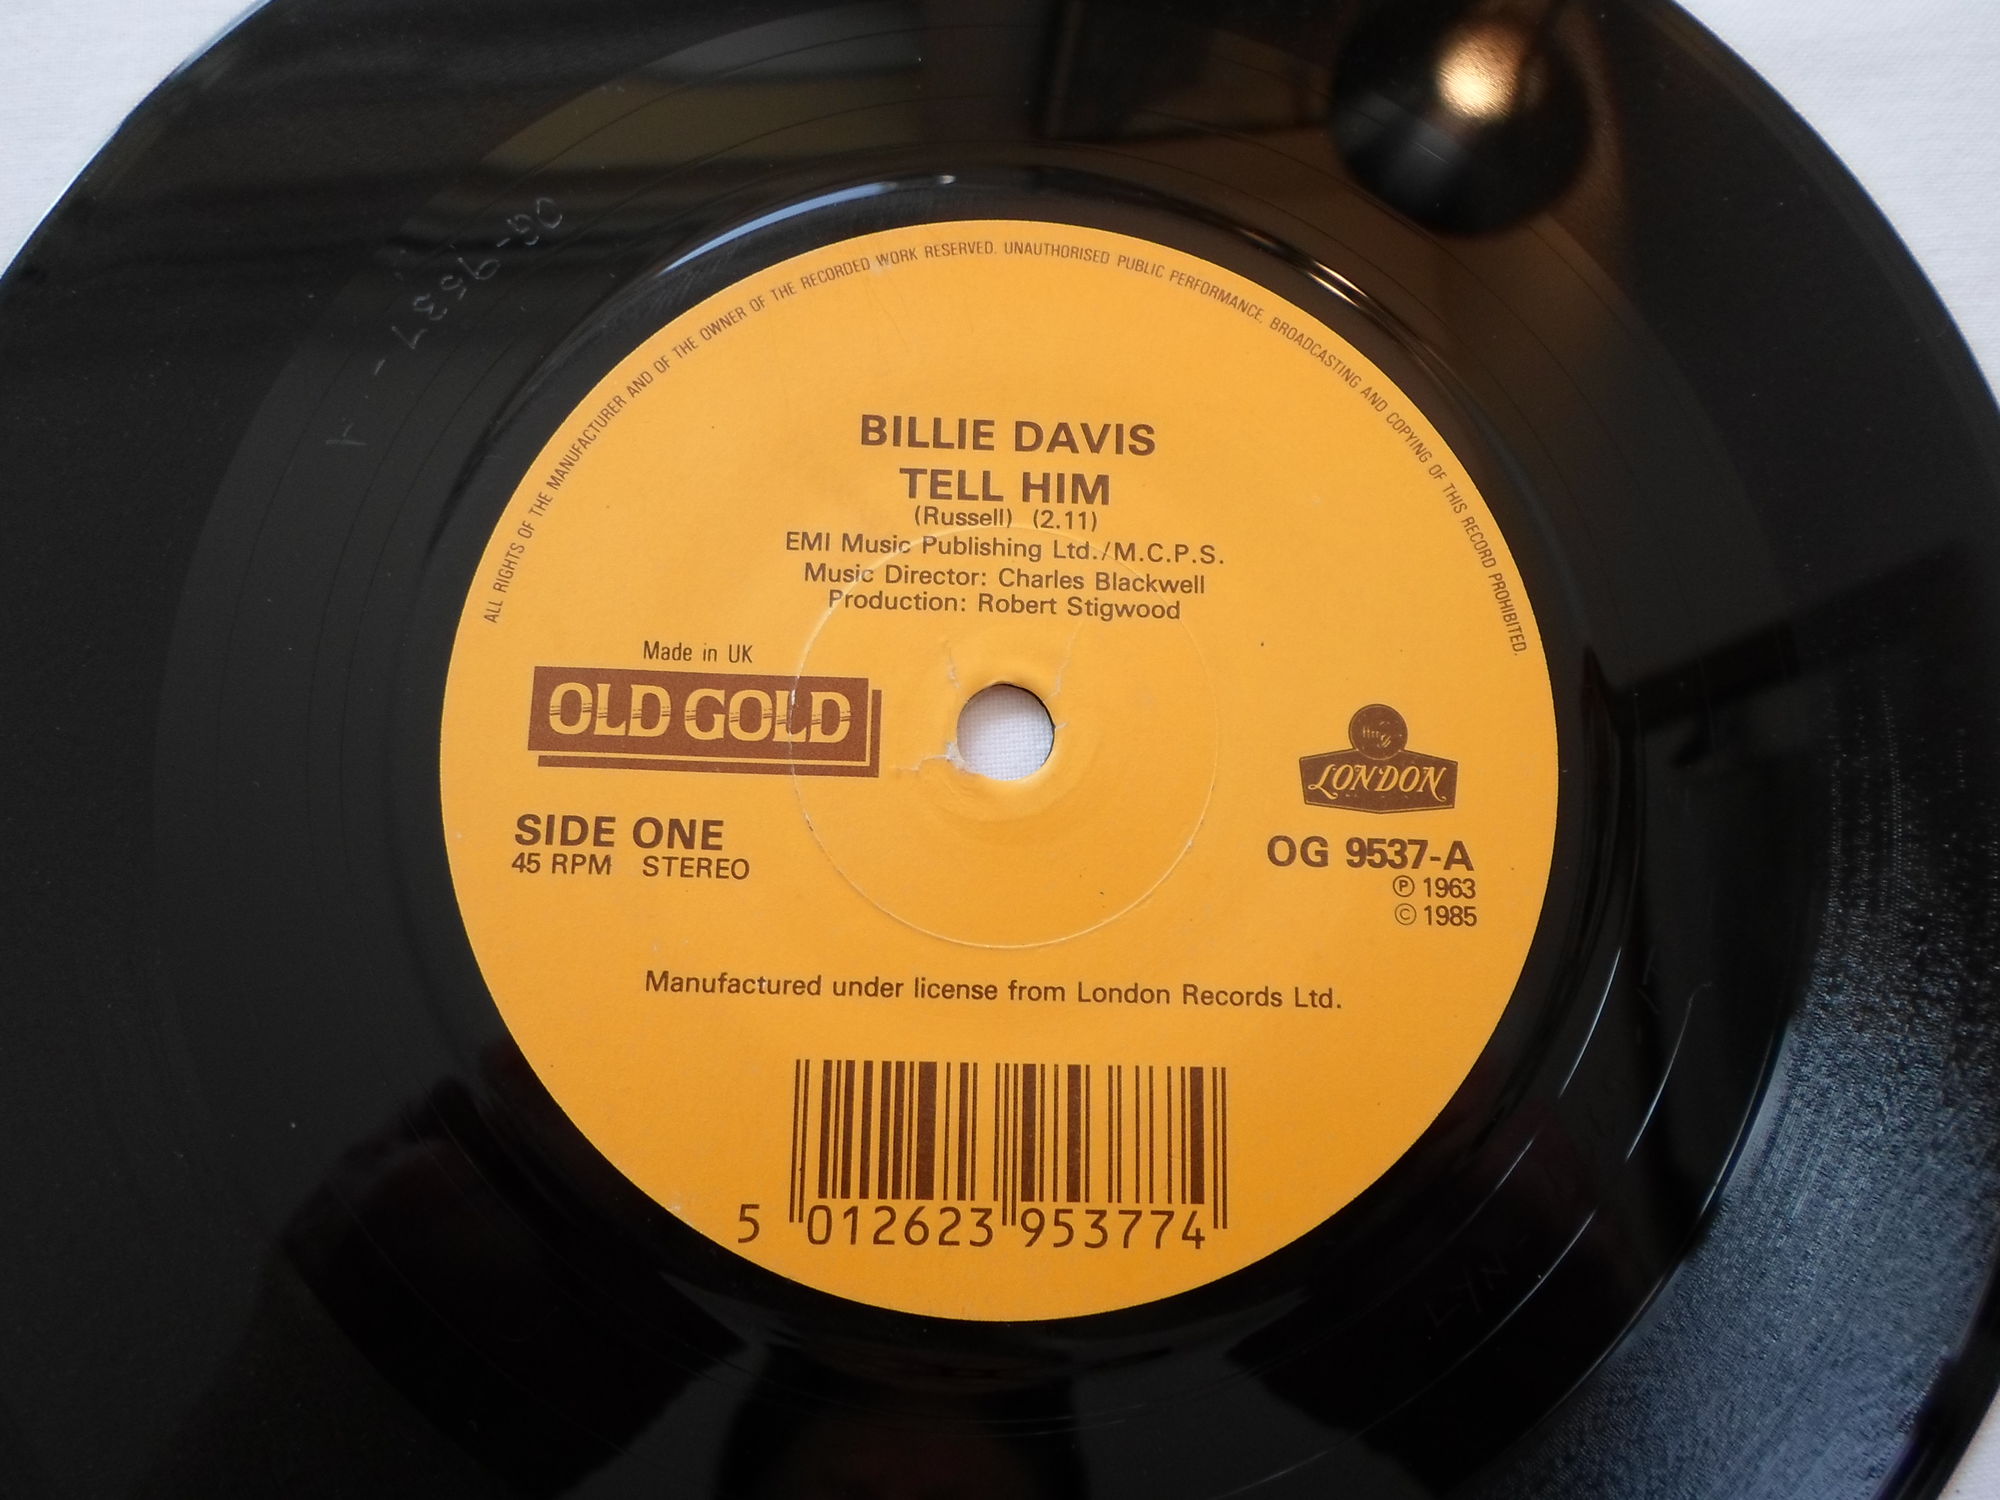 ALL RIGHTS OF THE MANUFACTURER AND OF THE OWNER OF THE RECORDED WORK RESERVED. UNAUTHORISED PUBLIC PERFORMANCE, BROADCASTING AND COPYING OF THIS RECORD PROHIBITED.
OG-9537-
BILLIE DAVIS
TELL HIM
(Russell) (2.11)
EMI Music Publishing Ltd./M.C.P.S.
Music Director: Charles Blackwell
Production: Robert Stigwood
Made in UK
OLD GOLD
LONDON
SIDE ONE
45 RPM STEREO
OG 9537-A
Ⓟ 1963
© 1985
Manufactured under license from London Records Ltd.
5 012623 953774